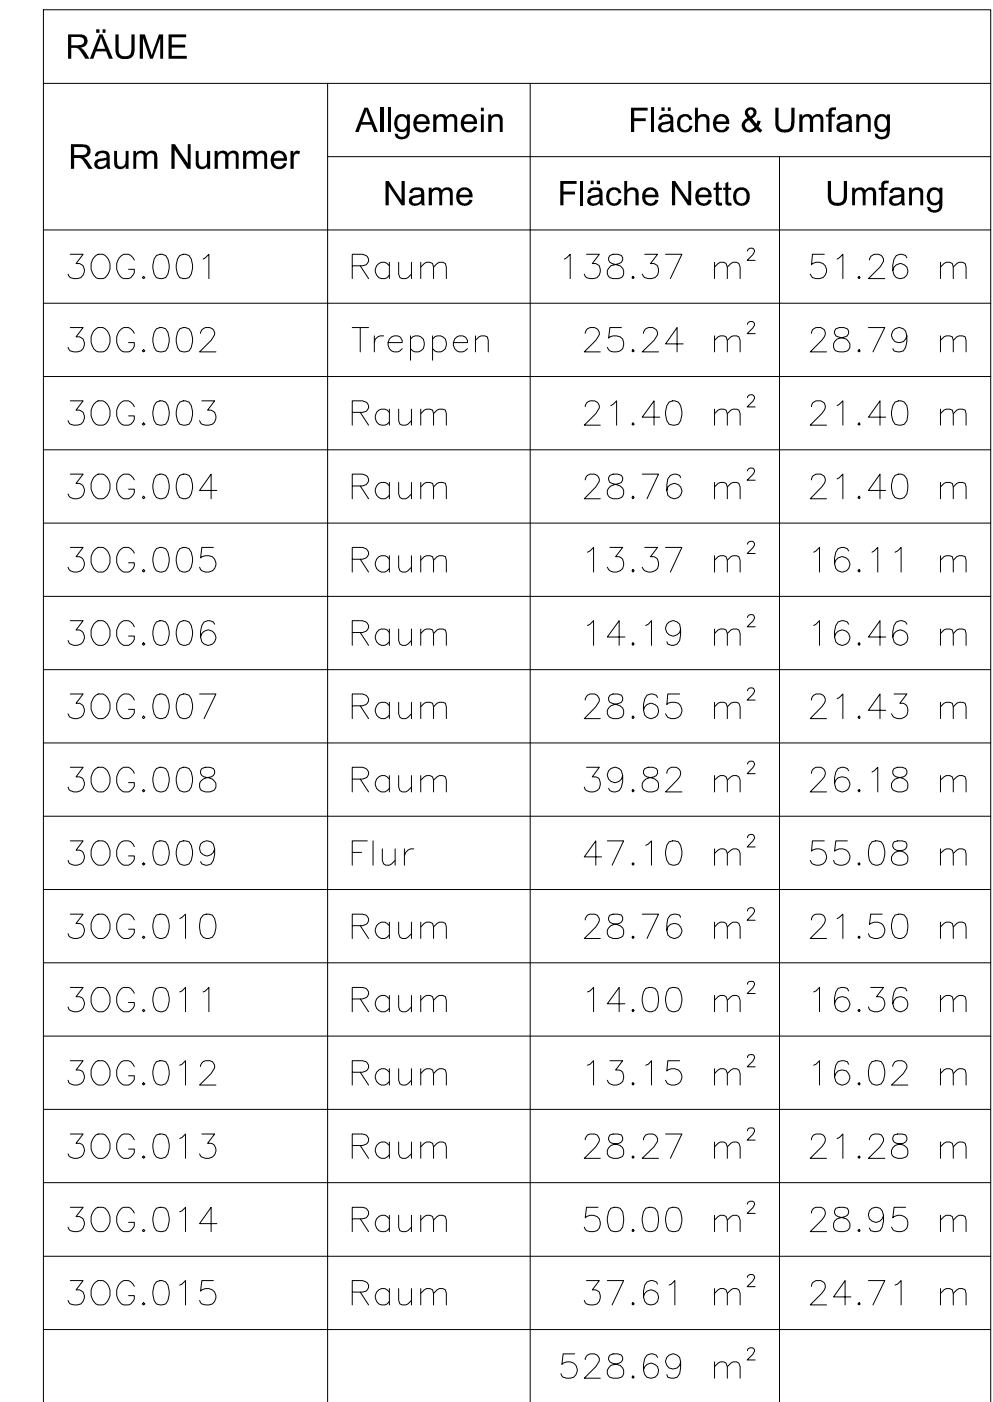 RÄUME
Raum Nummer Allgemein Fläche & Umfang
Name Fläche Netto Umfang
3OG.001 Raum 138.37 m² 51.26 m
3OG.002 Treppen 25.24 m² 28.79 m
3OG.003 Raum 21.40 m² 21.40 m
3OG.004 Raum 28.76 m² 21.40 m
3OG.005 Raum 13.37 m² 16.11 m
3OG.006 Raum 14.19 m² 16.46 m
3OG.007 Raum 28.65 m² 21.43 m
3OG.008 Raum 39.82 m² 26.18 m
3OG.009 Flur 47.10 m² 55.08 m
3OG.010 Raum 28.76 m² 21.50 m
3OG.011 Raum 14.00 m² 16.36 m
3OG.012 Raum 13.15 m² 16.02 m
3OG.013 Raum 28.27 m² 21.28 m
3OG.014 Raum 50.00 m² 28.95 m
3OG.015 Raum 37.61 m² 24.71 m
528.69 m²